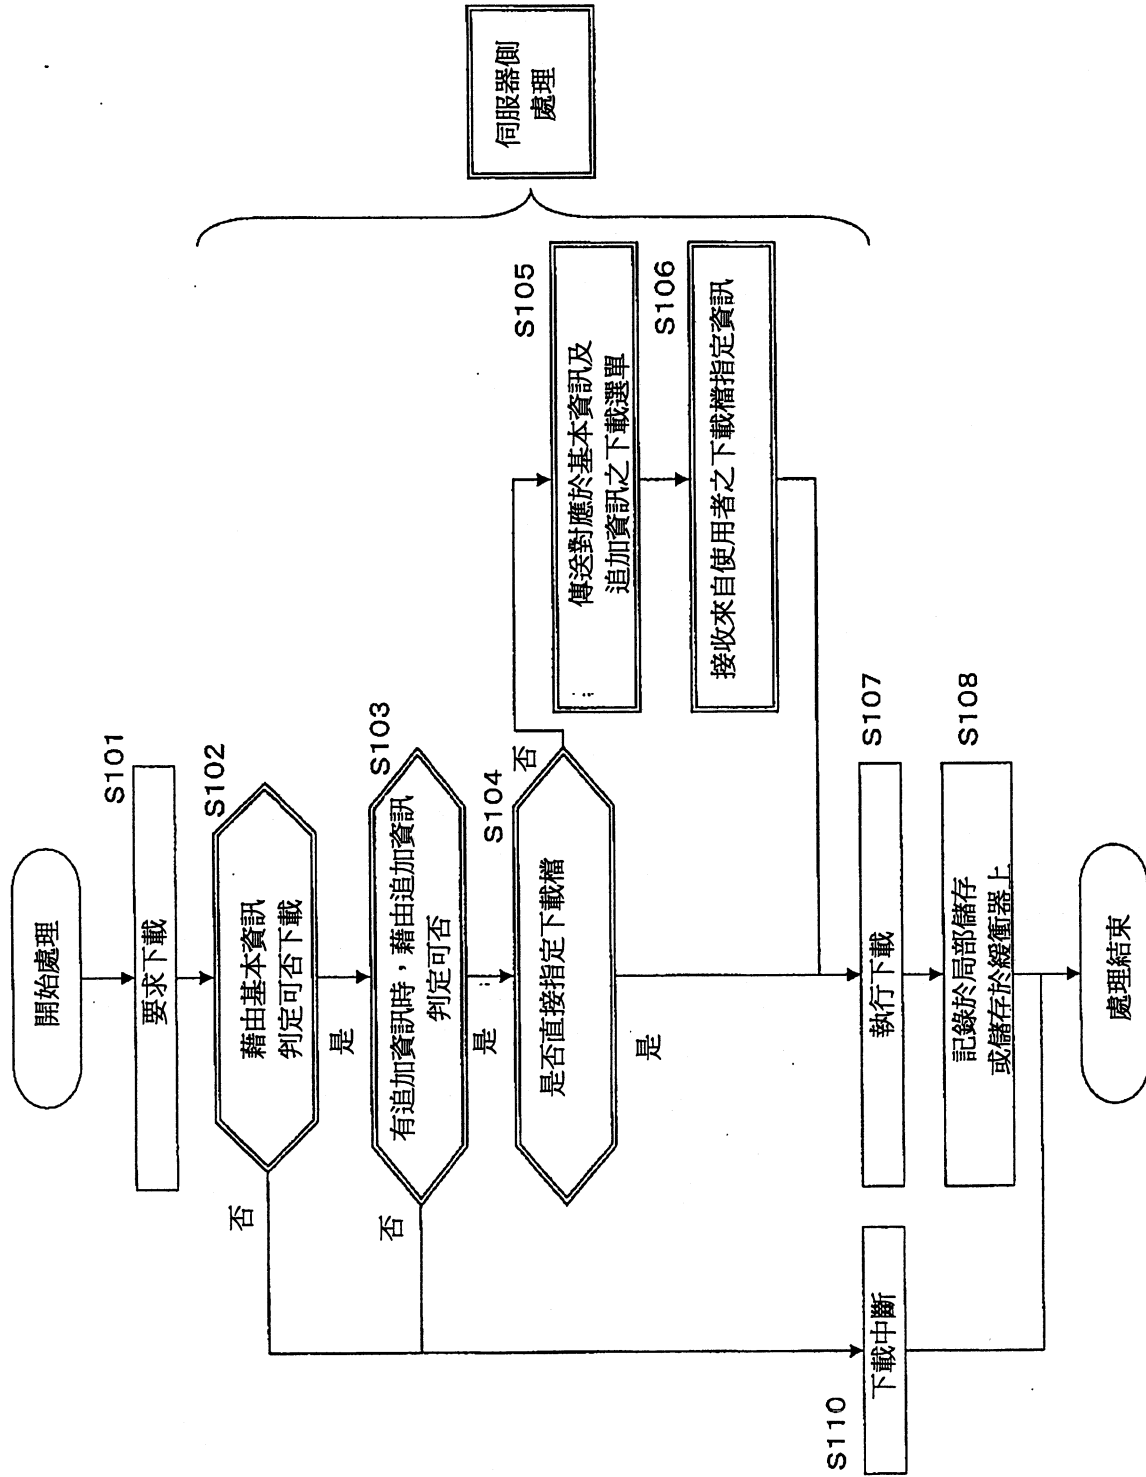 開始處理
S101
要求下載
S102
藉由基本資訊
判定可否下載
否
是
S103
有追加資訊時，藉由追加資訊
判定可否
否
是
S104
是否直接指定下載檔
否
是
S105
傳送對應於基本資訊及
追加資訊之下載選單
S106
接收來自使用者之下載檔指定資訊
伺服器側
處理
S107
執行下載
S108
記錄於局部儲存
或儲存於緩衝器上
S110
下載中斷
處理結束